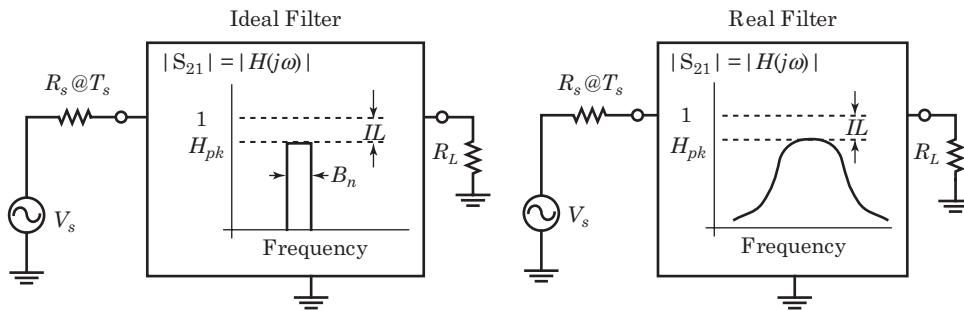 Ideal Filter
|S₂₁| = |H(jω)|
R_s@T_s
1
IL
H_pk
R_L
B_n
V_s
Frequency
Real Filter
|S₂₁| = |H(jω)|
R_s@T_s
1
IL
H_pk
R_L
V_s
Frequency